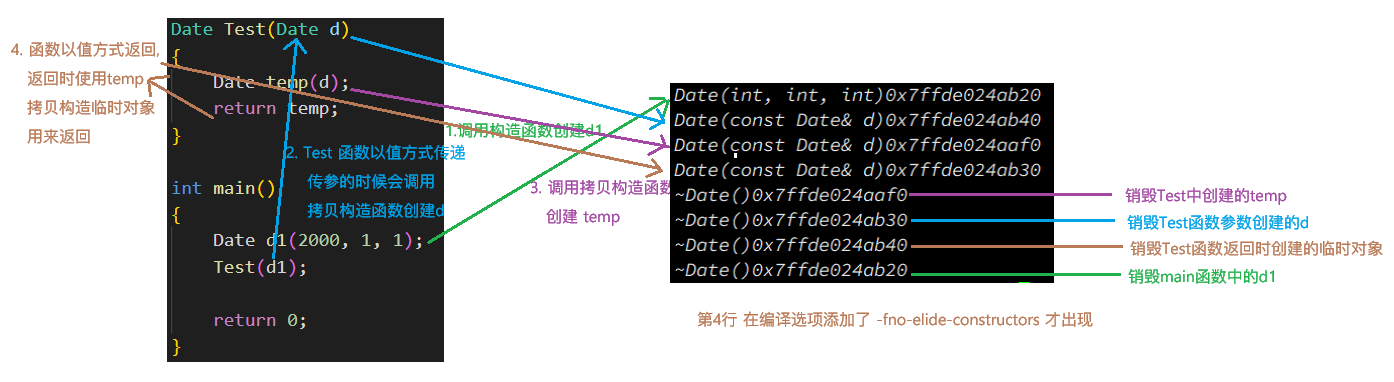 4. 函数以值方式返回,
返回时使用temp
拷贝构造临时对象
用来返回
Date Test(Date d)
{
Date temp(d);
return temp;
}
int main()
{
Date d1(2000, 1, 1);
Test(d1);
return 0;
}
1.调用构造函数创建d1
2. Test 函数以值方式传递
传参的时候会调用
拷贝构造函数创建d
3. 调用拷贝构造函数
创建 temp
Date(int, int, int)0x7ffde024ab20
Date(const Date& d)0x7ffde024ab40
Date(const Date& d)0x7ffde024aaf0
Date(const Date& d)0x7ffde024ab30
~Date()0x7ffde024aaf0
~Date()0x7ffde024ab30
~Date()0x7ffde024ab40
~Date()0x7ffde024ab20
销毁Test中创建的temp
销毁Test函数参数创建的d
销毁Test函数返回时创建的临时对象
销毁main函数中的d1
第4行 在编译选项添加了 -fno-elide-constructors 才出现